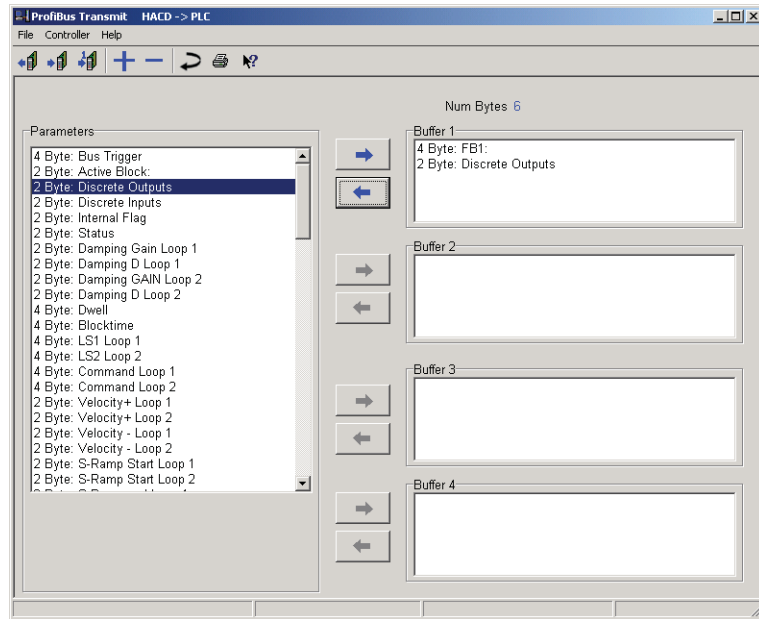 ProfiBus Transmit HACD -> PLC
File Controller Help
Num Bytes 6
Parameters
4 Byte: Bus Trigger
2 Byte: Active Block:
2 Byte: Discrete Outputs
2 Byte: Discrete Inputs
2 Byte: Internal Flag
2 Byte: Status
2 Byte: Damping Gain Loop 1
2 Byte: Damping D Loop 1
2 Byte: Damping GAIN Loop 2
2 Byte: Damping D Loop 2
4 Byte: Dwell
4 Byte: Blocktime
4 Byte: LS1 Loop 1
4 Byte: LS2 Loop 2
4 Byte: Command Loop 1
4 Byte: Command Loop 2
2 Byte: Velocity+ Loop 1
2 Byte: Velocity+ Loop 2
2 Byte: Velocity - Loop 1
2 Byte: Velocity - Loop 2
2 Byte: S-Ramp Start Loop 1
2 Byte: S-Ramp Start Loop 2
Buffer 1
4 Byte: FB1:
2 Byte: Discrete Outputs
Buffer 2
Buffer 3
Buffer 4